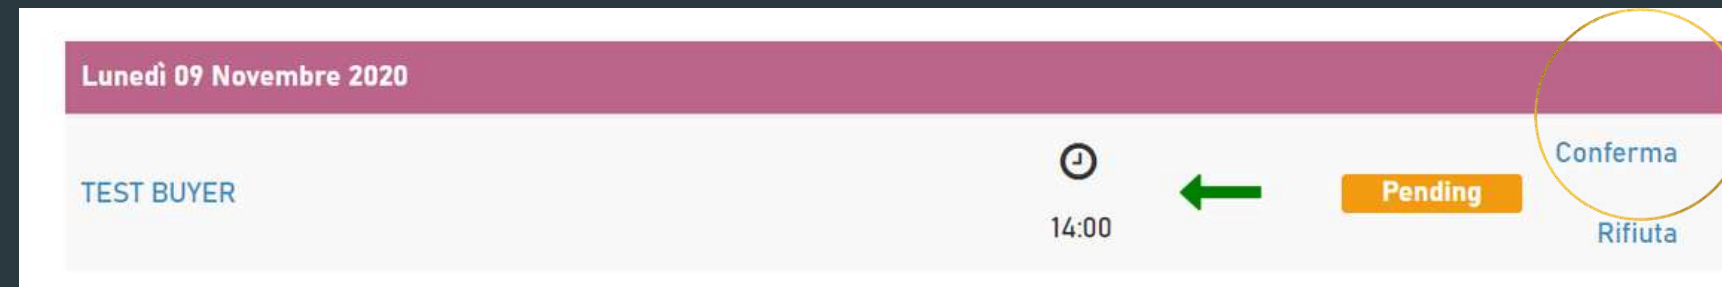 Lunedì 09 Novembre 2020
TEST BUYER
14:00
Pending
Conferma
Rifiuta